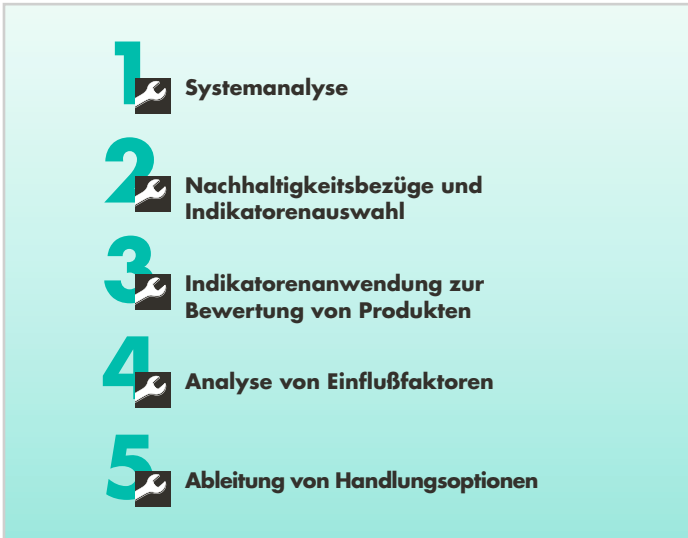 1 Systemanalyse
2 Nachhaltigkeitsbezüge und
Indikatorenauswahl
3 Indikatorenanwendung zur
Bewertung von Produkten
4 Analyse von Einflußfaktoren
5 Ableitung von Handlungsoptionen